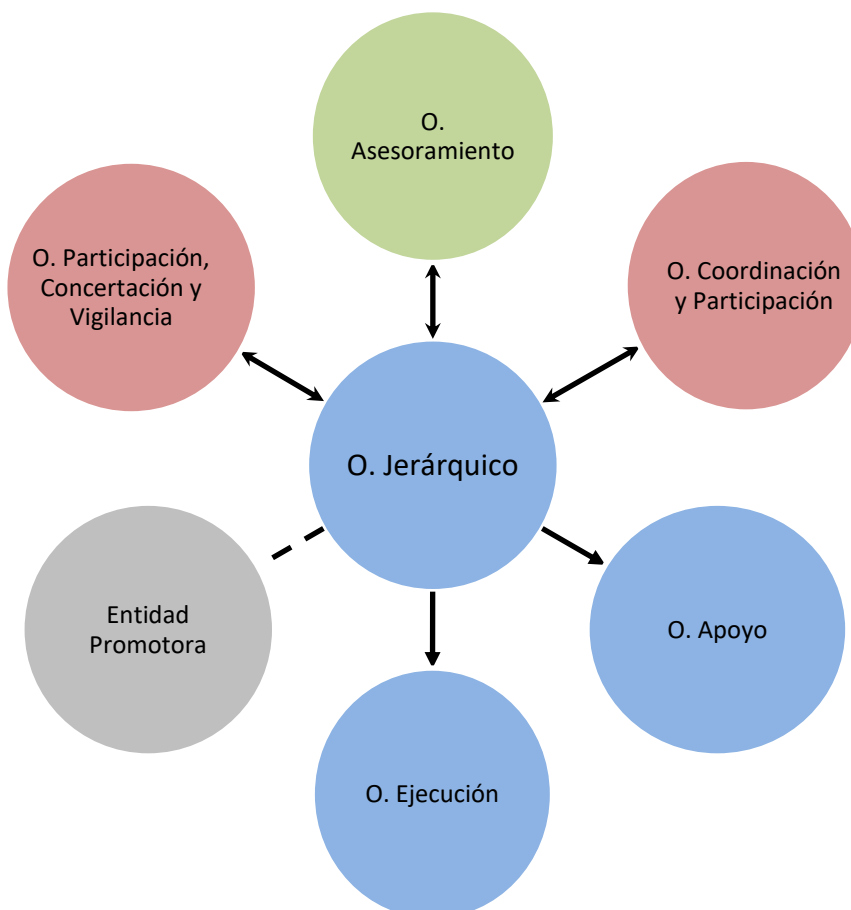 O.
Asesoramiento
O. Participación,
Concertación y
Vigilancia
O. Coordinación
y Participación
O. Jerárquico
Entidad
Promotora
O. Apoyo
O. Ejecución